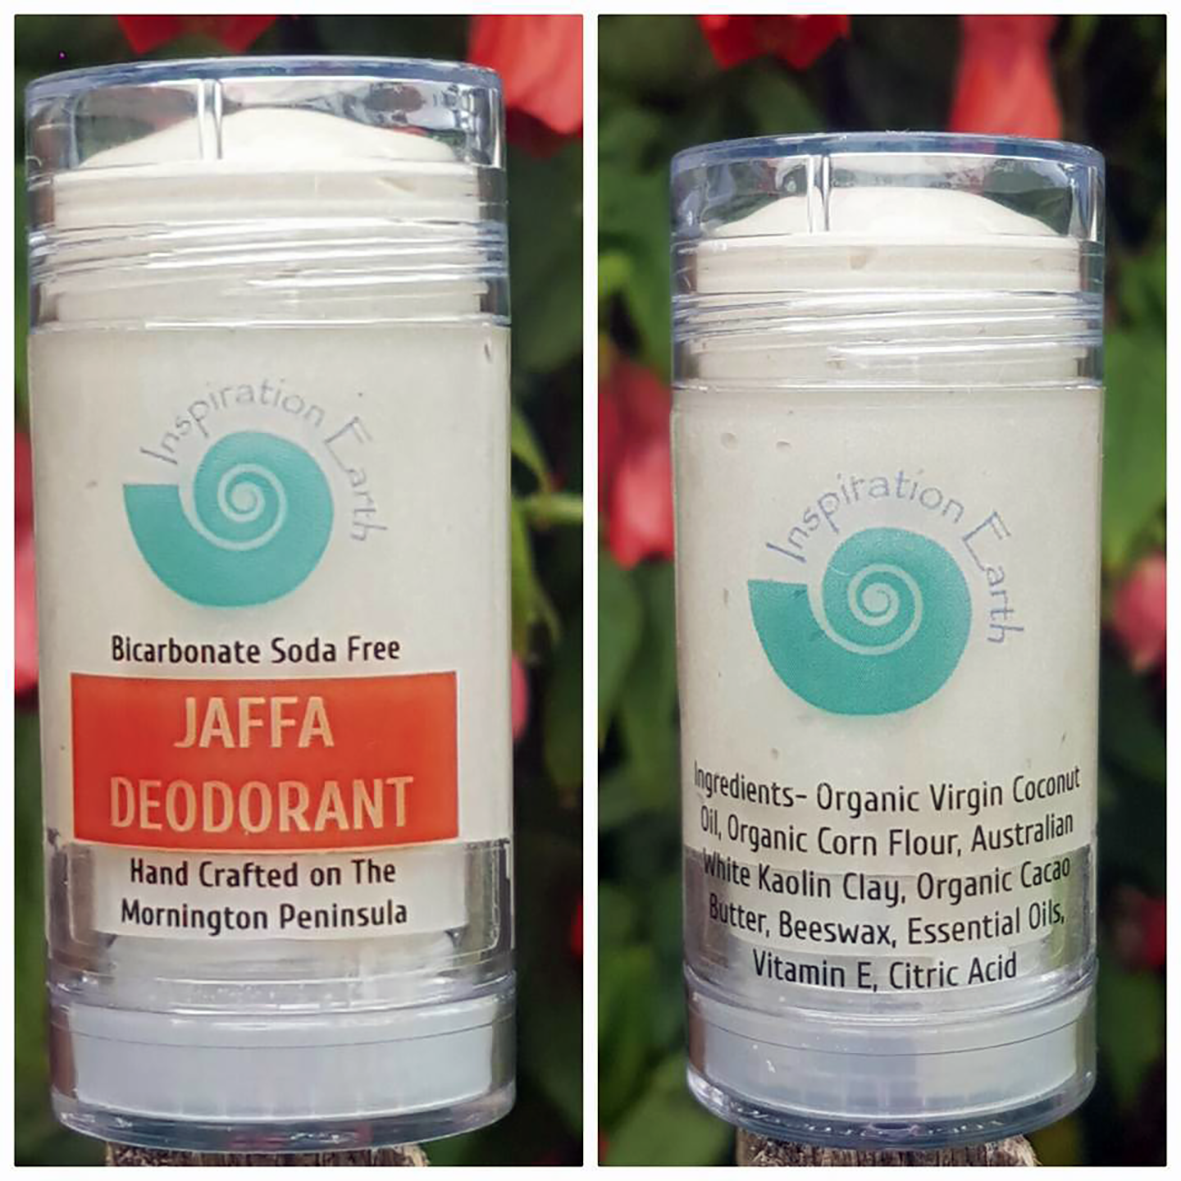 Inspiration Earth
Bicarbonate Soda Free
JAFFA
DEODORANT
Hand Crafted on The
Mornington Peninsula
Inspiration Earth
Ingredients- Organic Virgin Coconut
Oil, Organic Corn Flour, Australian
White Kaolin Clay, Organic Cacao
Butter, Beeswax, Essential Oils,
Vitamin E, Citric Acid